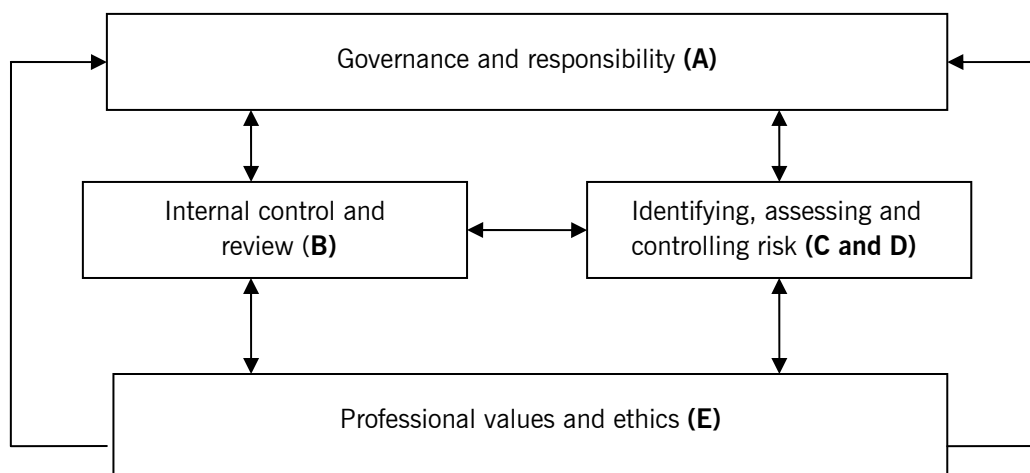 Governance and responsibility (A)
Internal control and
review (B)
Identifying, assessing and
controlling risk (C and D)
Professional values and ethics (E)